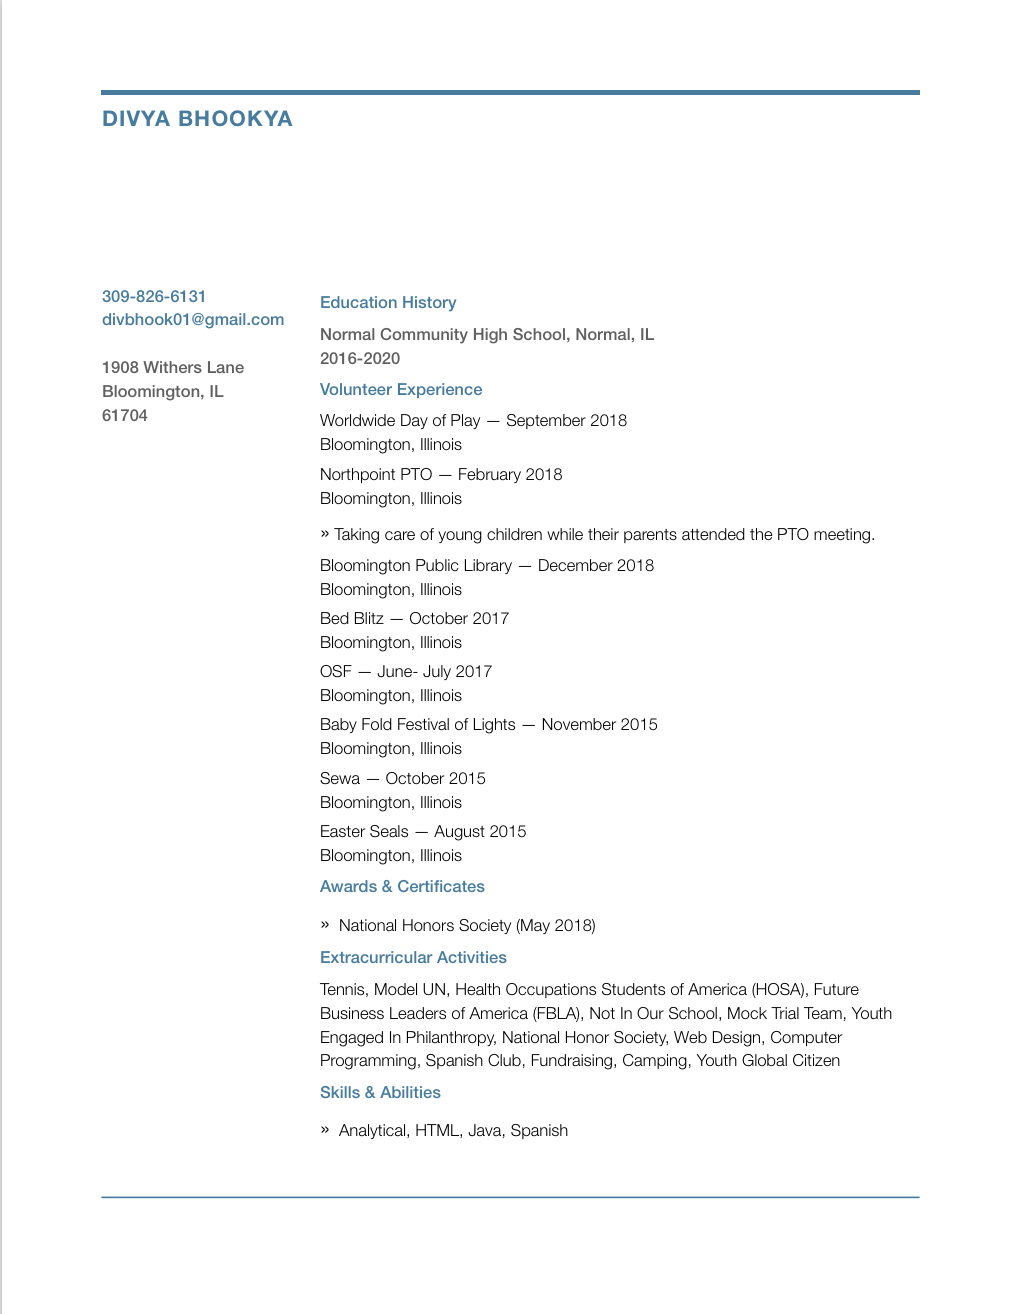 DIVYA BHOOKYA
309-826-6131
divbhook01@gmail.com
1908 Withers Lane
Bloomington, IL
61704
Education History
Normal Community High School, Normal, IL
2016-2020
Volunteer Experience
Worldwide Day of Play — September 2018
Bloomington, Illinois
Northpoint PTO — February 2018
Bloomington, Illinois
» Taking care of young children while their parents attended the PTO meeting.
Bloomington Public Library — December 2018
Bloomington, Illinois
Bed Blitz — October 2017
Bloomington, Illinois
OSF — June- July 2017
Bloomington, Illinois
Baby Fold Festival of Lights — November 2015
Bloomington, Illinois
Sewa — October 2015
Bloomington, Illinois
Easter Seals — August 2015
Bloomington, Illinois
Awards & Certificates
» National Honors Society (May 2018)
Extracurricular Activities
Tennis, Model UN, Health Occupations Students of America (HOSA), Future
Business Leaders of America (FBLA), Not In Our School, Mock Trial Team, Youth
Engaged In Philanthropy, National Honor Society, Web Design, Computer
Programming, Spanish Club, Fundraising, Camping, Youth Global Citizen
Skills & Abilities
» Analytical, HTML, Java, Spanish